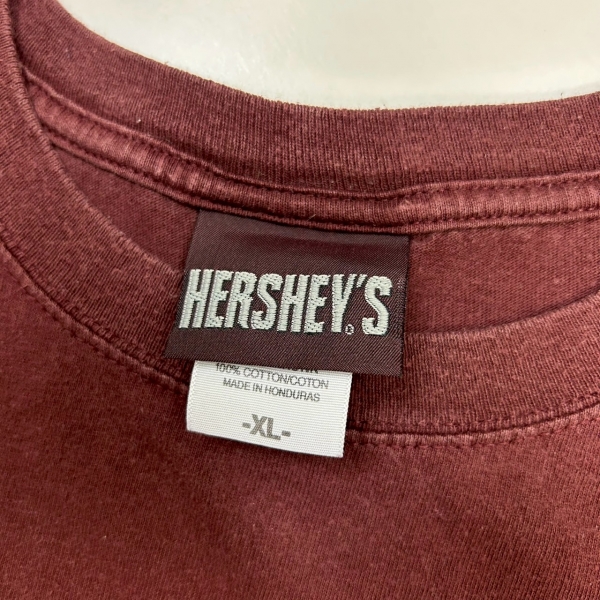 HERSHEY'S
100% COTTON/COTON
MADE IN HONDURAS
-XL-